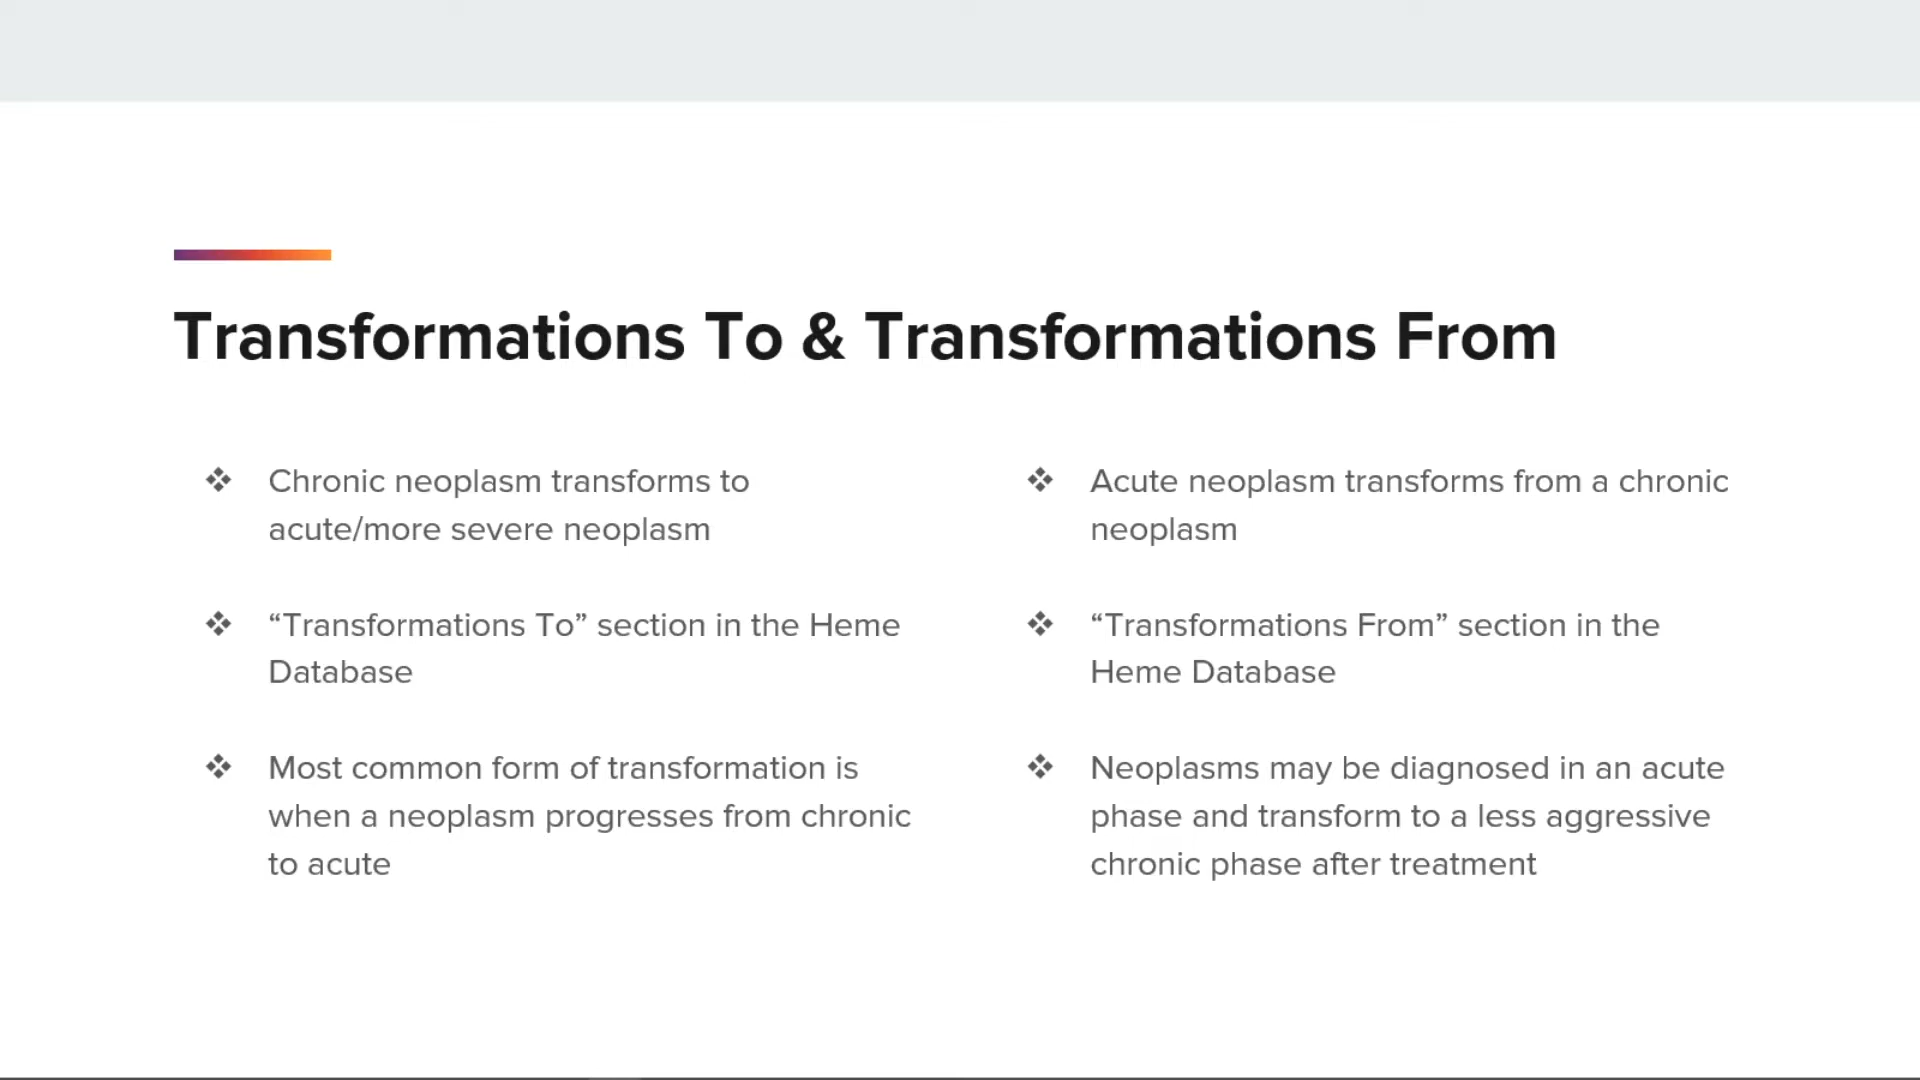 Transformations To & Transformations From
❖ Chronic neoplasm transforms to
acute/more severe neoplasm
❖ “Transformations To” section in the Heme
Database
❖ Most common form of transformation is
when a neoplasm progresses from chronic
to acute
❖ Acute neoplasm transforms from a chronic
neoplasm
❖ “Transformations From” section in the
Heme Database
❖ Neoplasms may be diagnosed in an acute
phase and transform to a less aggressive
chronic phase after treatment